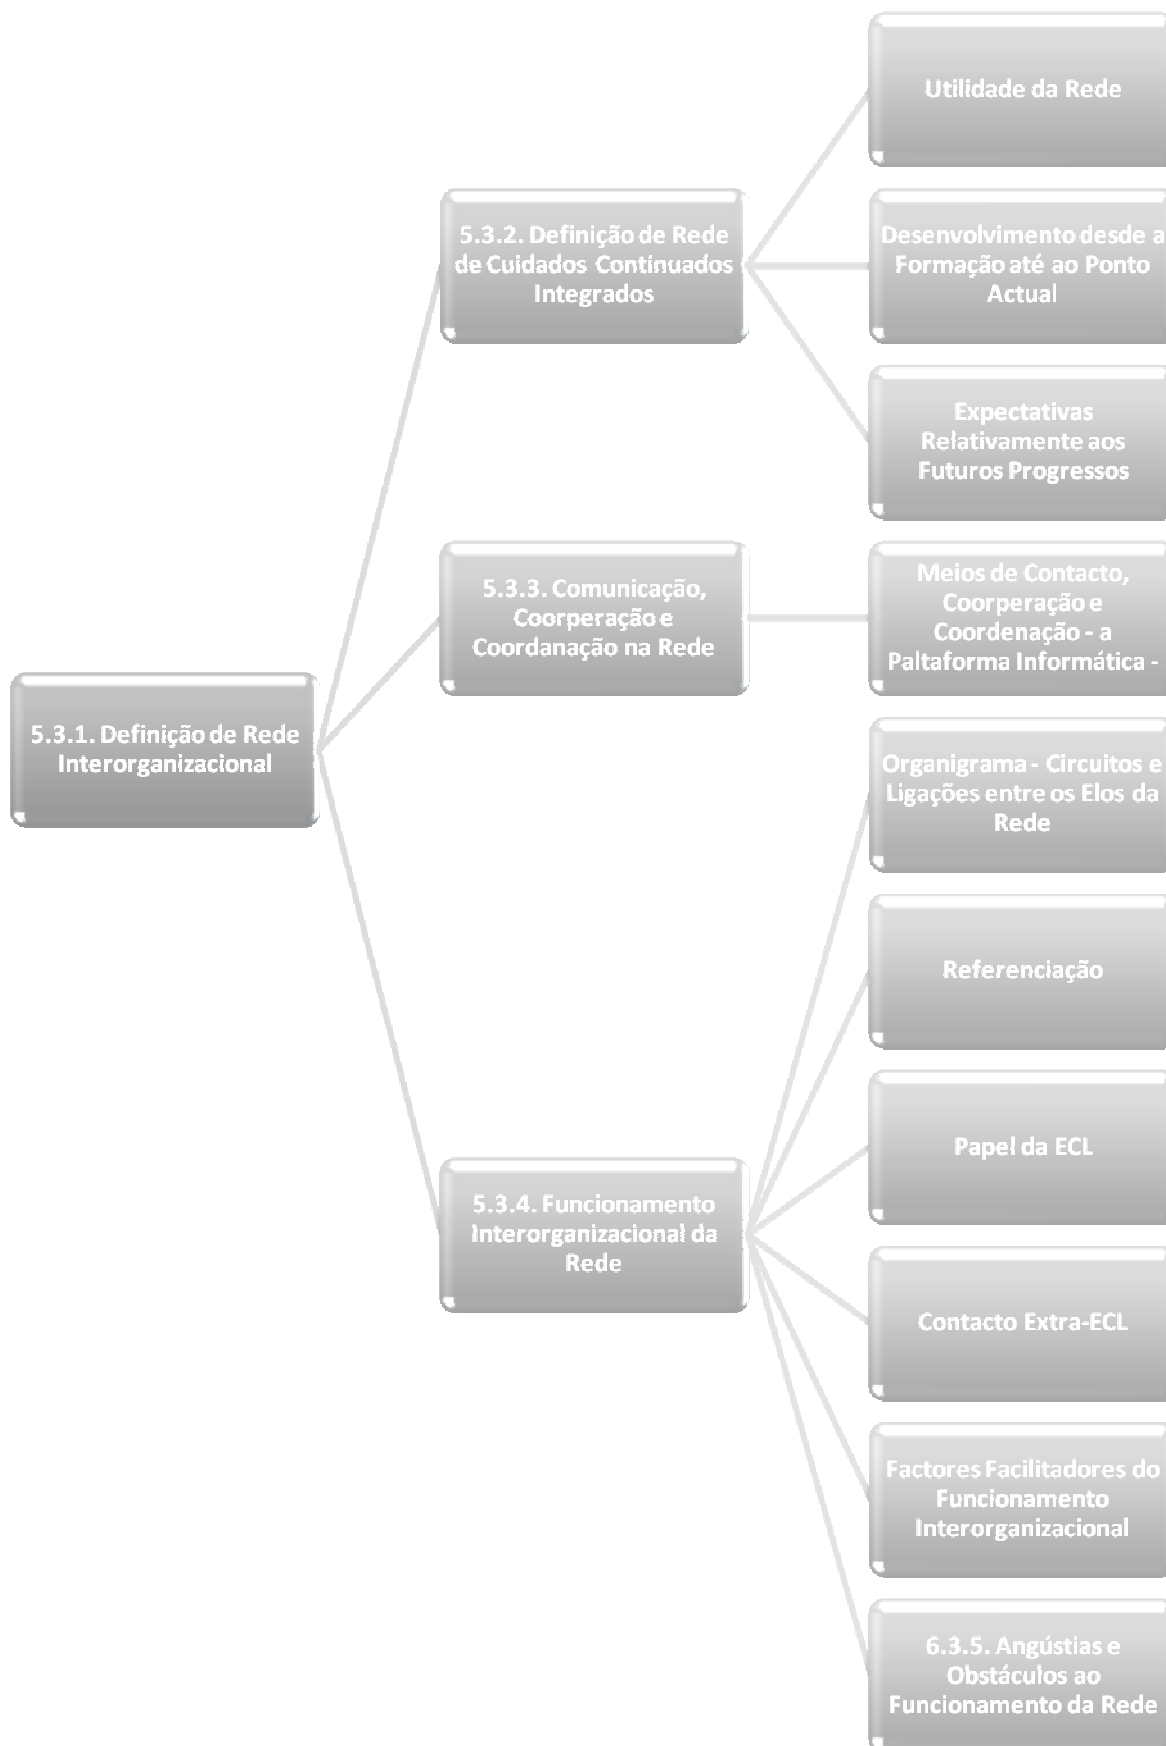 Utilidade da Rede
5.3.2. Definição de Rede
de Cuidados Continuados
Integrados
Desenvolvimento desde a
Formação até ao Ponto
Actual
Expectativas
Relativamente aos
Futuros Progressos
5.3.3. Comunicação,
Coorperação e
Coordanação na Rede
Meios de Contacto,
Coorperação e
Coordenação - a
Paltaforma Informática -
5.3.1. Definição de Rede
Interorganizacional
Organigrama - Circuitos e
Ligações entre os Elos da
Rede
Referenciação
Papel da ECL
5.3.4. Funcionamento
Interorganizacional da
Rede
Contacto Extra-ECL
Factores Facilitadores do
Funcionamento
Interorganizacional
6.3.5. Angústias e
Obstáculos ao
Funcionamento da Rede